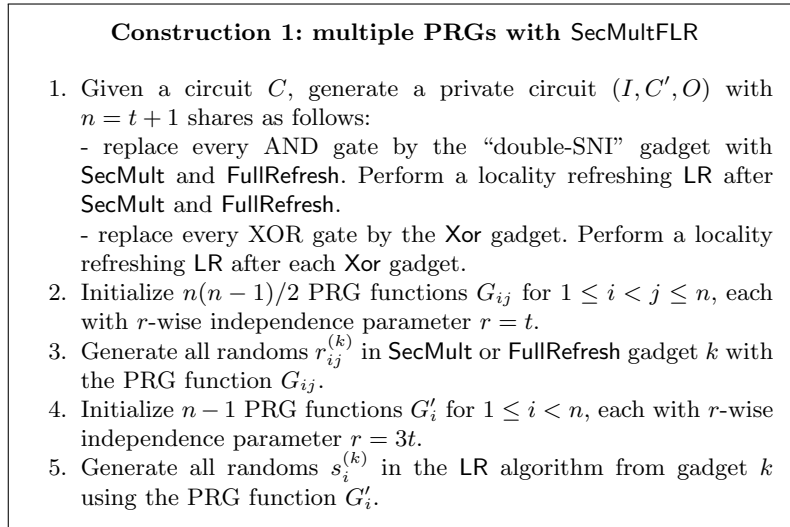 Construction 1: multiple PRGs with SecMultFLR
1. Given a circuit C, generate a private circuit (I, C′, O) with
n = t + 1 shares as follows:
- replace every AND gate by the “double-SNI” gadget with
SecMult and FullRefresh. Perform a locality refreshing LR after
SecMult and FullRefresh.
- replace every XOR gate by the Xor gadget. Perform a locality
refreshing LR after each Xor gadget.
2. Initialize n(n − 1)/2 PRG functions G_{ij} for 1 ≤ i < j ≤ n, each
with r-wise independence parameter r = t.
3. Generate all randoms r_{ij}^{(k)} in SecMult or FullRefresh gadget k with
the PRG function G_{ij}.
4. Initialize n − 1 PRG functions G′_i for 1 ≤ i < n, each with r-wise
independence parameter r = 3t.
5. Generate all randoms s_i^{(k)} in the LR algorithm from gadget k
using the PRG function G′_i.